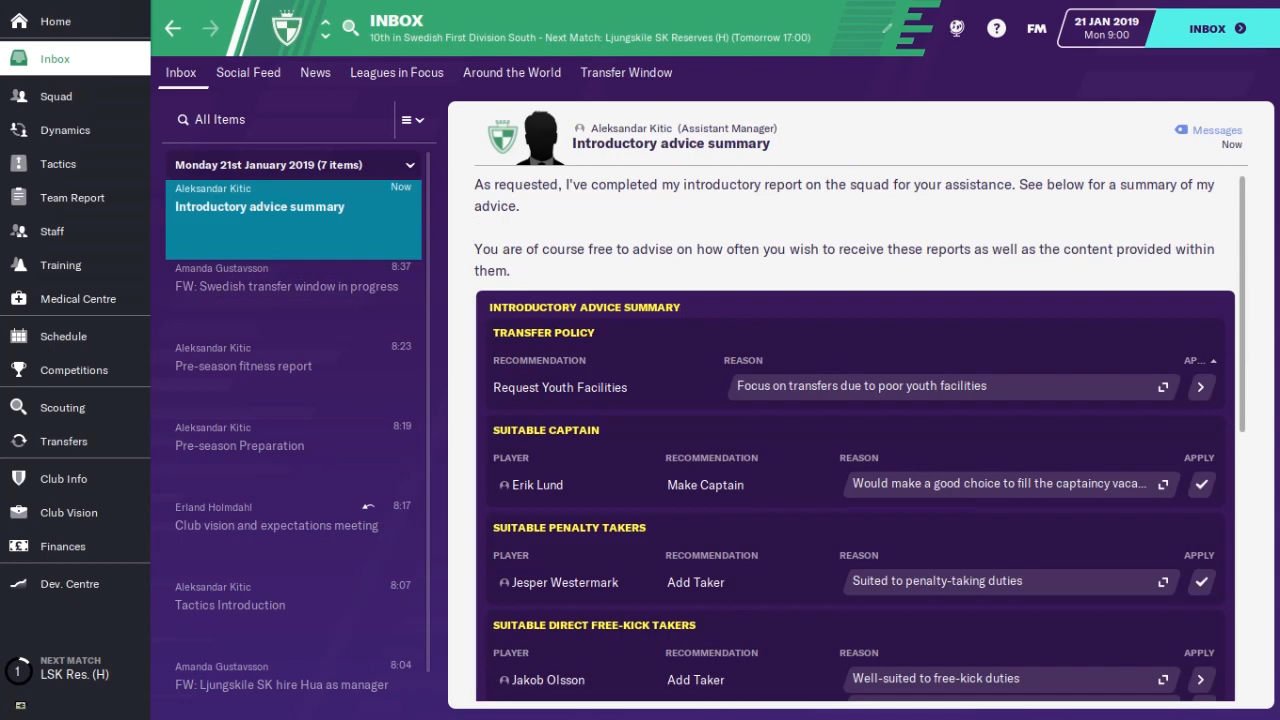 Home
Inbox
Squad
Dynamics
Tactics
Team Report
Staff
Training
Medical Centre
Schedule
Competitions
Scouting
Transfers
Club Info
Club Vision
Finances
Dev. Centre
1
NEXT MATCH
LSK Res. (H)
INBOX
10th in Swedish First Division South - Next Match: Ljungskile SK Reserves (H) (Tomorrow 17:00)
?
FM
21 JAN 2019
Mon 9:00
INBOX
Inbox Social Feed News Leagues in Focus Around the World Transfer Window
All Items
Monday 21st January 2019 (7 items)
Aleksandar Kitic Now
Introductory advice summary
Amanda Gustavsson 8:37
FW: Swedish transfer window in progress
Aleksandar Kitic 8:23
Pre-season fitness report
Aleksandar Kitic 8:19
Pre-season Preparation
Erland Holmdahl 8:17
Club vision and expectations meeting
Aleksandar Kitic 8:07
Tactics Introduction
Amanda Gustavsson 8:04
FW: Ljungskile SK hire Hua as manager
Aleksandar Kitic (Assistant Manager)
Introductory advice summary
Messages
Now
As requested, I've completed my introductory report on the squad for your assistance. See below for a summary of my
advice.
You are of course free to advise on how often you wish to receive these reports as well as the content provided within
them.
INTRODUCTORY ADVICE SUMMARY
TRANSFER POLICY
RECOMMENDATION REASON AP...
Request Youth Facilities Focus on transfers due to poor youth facilities
SUITABLE CAPTAIN
PLAYER RECOMMENDATION REASON APPLY
Erik Lund Make Captain Would make a good choice to fill the captaincy vaca...
SUITABLE PENALTY TAKERS
PLAYER RECOMMENDATION REASON APPLY
Jesper Westermark Add Taker Suited to penalty-taking duties
SUITABLE DIRECT FREE-KICK TAKERS
PLAYER RECOMMENDATION REASON APPLY
Jakob Olsson Add Taker Well-suited to free-kick duties